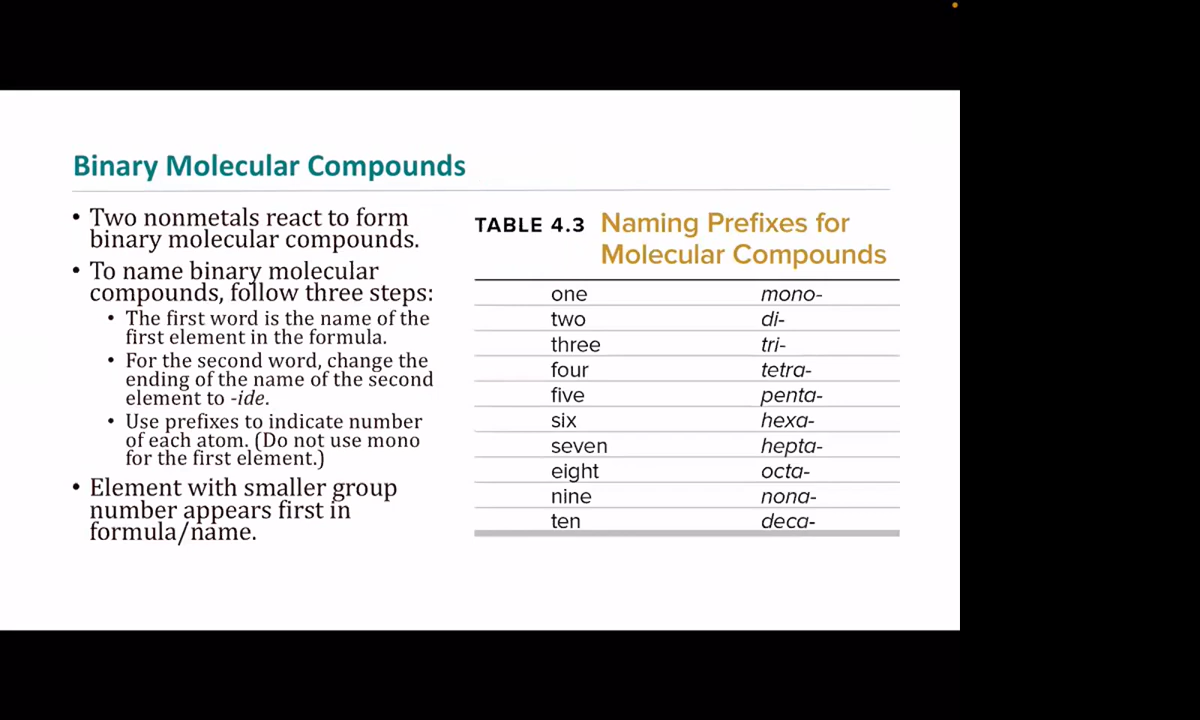 Binary Molecular Compounds
• Two nonmetals react to form
binary molecular compounds.
• To name binary molecular
compounds, follow three steps:
• The first word is the name of the
first element in the formula.
• For the second word, change the
ending of the name of the second
element to -ide.
• Use prefixes to indicate number
of each atom. (Do not use mono
for the first element.)
• Element with smaller group
number appears first in
formula/name.
TABLE 4.3 Naming Prefixes for
Molecular Compounds
one mono-
two di-
three tri-
four tetra-
five penta-
six hexa-
seven hepta-
eight octa-
nine nona-
ten deca-